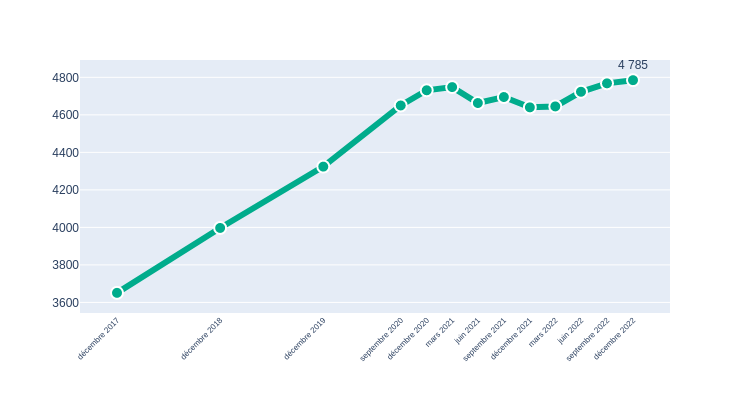 4 785
4800
4600
4400
4200
4000
3800
3600
décembre 2017
décembre 2018
décembre 2019
septembre 2020
décembre 2020
mars 2021
juin 2021
septembre 2021
décembre 2021
mars 2022
juin 2022
septembre 2022
décembre 2022